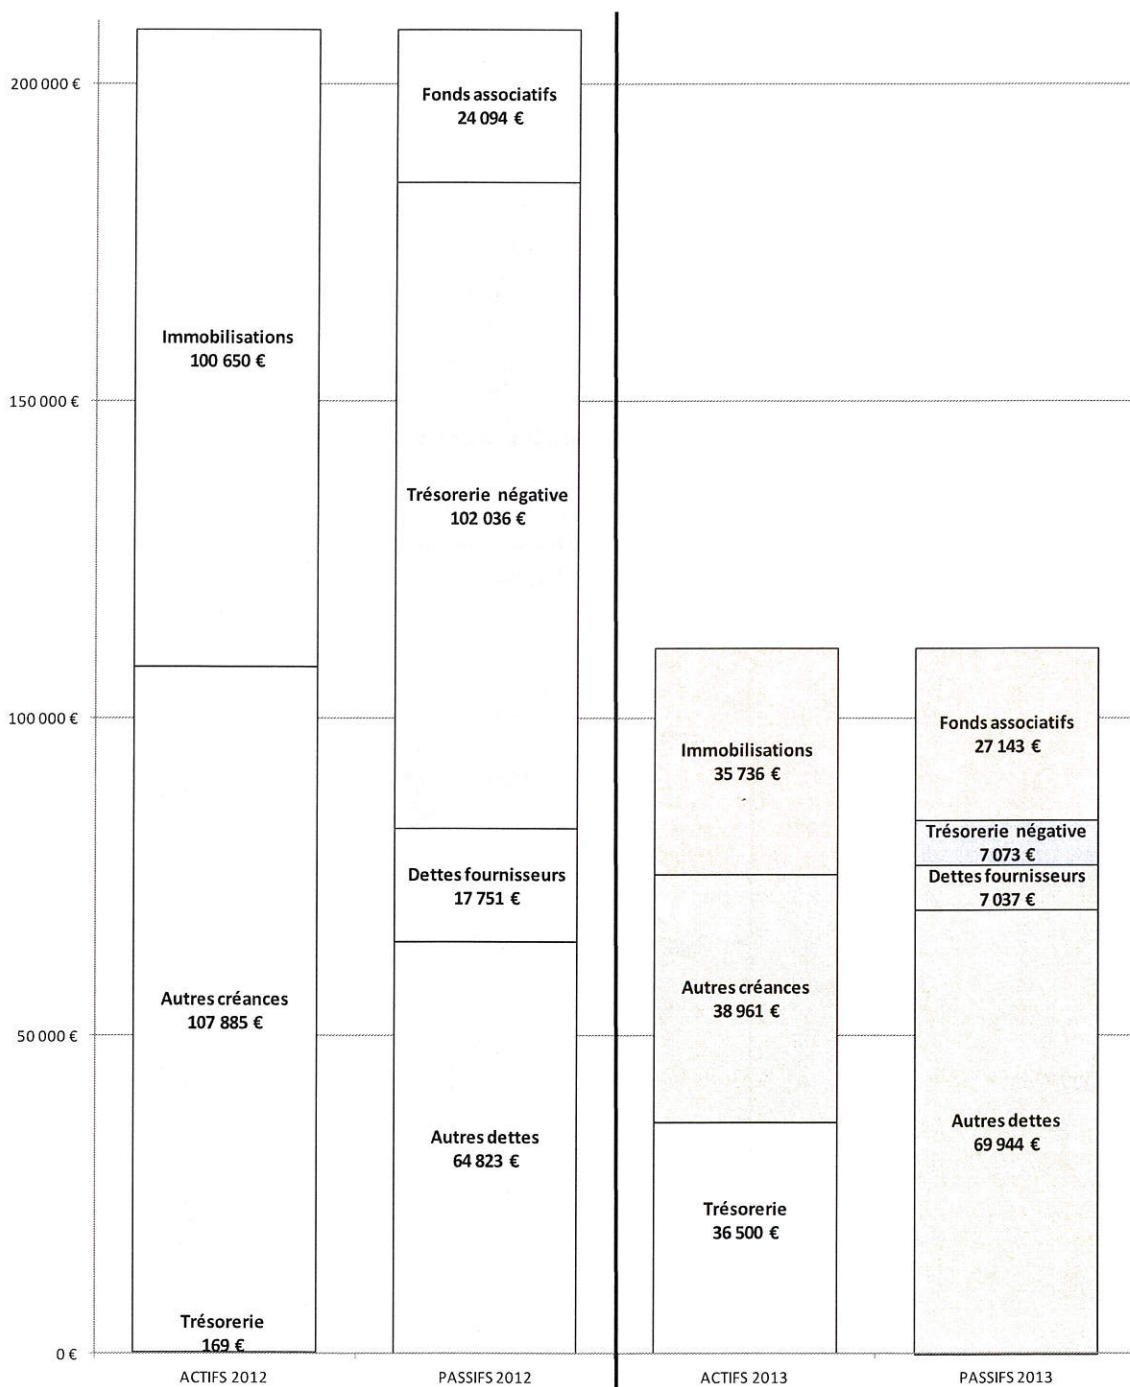 200 000 €
150 000 €
100 000 €
50 000 €
0 €
Immobilisations
100 650 €
Autres créances
107 885 €
Trésorerie
169 €
ACTIFS 2012
Fonds associatifs
24 094 €
Trésorerie négative
102 036 €
Dettes fournisseurs
17 751 €
Autres dettes
64 823 €
PASSIFS 2012
Immobilisations
35 736 €
Autres créances
38 961 €
Trésorerie
36 500 €
ACTIFS 2013
Fonds associatifs
27 143 €
Trésorerie négative
7 073 €
Dettes fournisseurs
7 037 €
Autres dettes
69 944 €
PASSIFS 2013